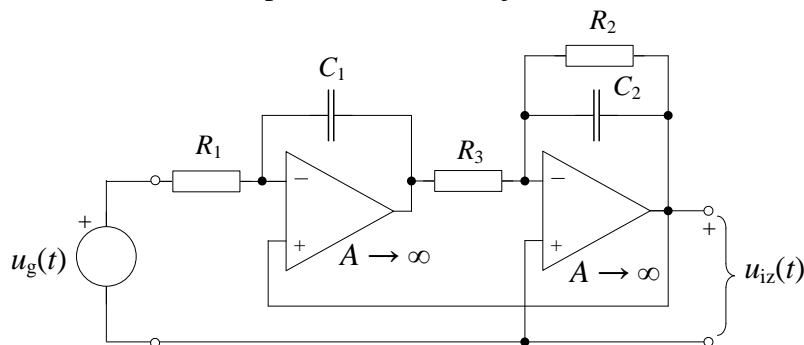 R2
C1
C2
R1
R3
−
−
+
ug(t)
+
A → ∞
+
A → ∞
+
uiz(t)